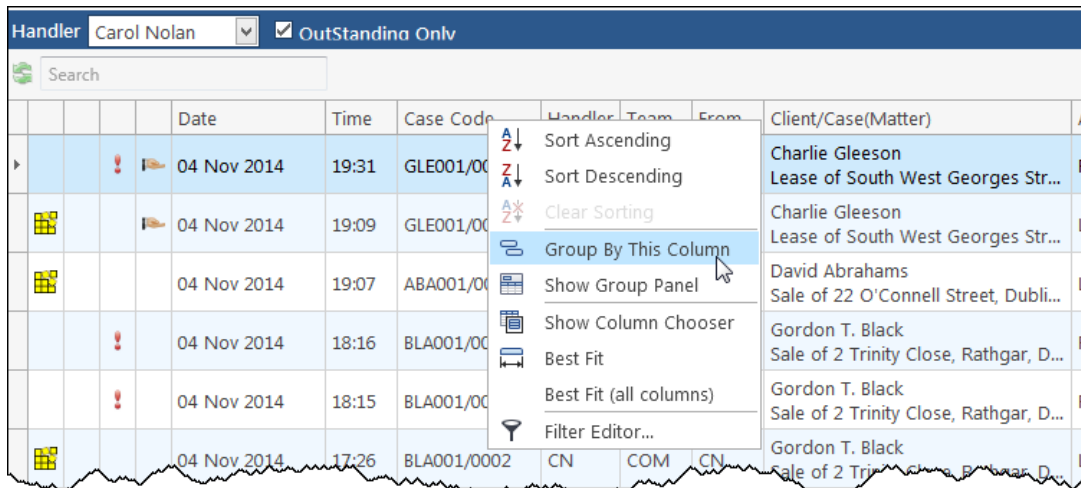 Handler Carol Nolan OutStanding Only
Search
Date Time Case Code Handler Team From Client/Case(Matter)
04 Nov 2014 19:31 GLE001/00 Charlie Gleeson
Lease of South West Georges Str...
04 Nov 2014 19:09 GLE001/00 Charlie Gleeson
Lease of South West Georges Str...
04 Nov 2014 19:07 ABA001/00 David Abrahams
Sale of 22 O'Connell Street, Dubli...
04 Nov 2014 18:16 BLA001/00 Gordon T. Black
Sale of 2 Trinity Close, Rathgar, D...
04 Nov 2014 18:15 BLA001/00 Gordon T. Black
Sale of 2 Trinity Close, Rathgar, D...
04 Nov 2014 17:26 BLA001/0002 CN COM CN Gordon T. Black
Sale of 2 Trinity Close, Rathgar, D...
Sort Ascending
Sort Descending
Clear Sorting
Group By This Column
Show Group Panel
Show Column Chooser
Best Fit
Best Fit (all columns)
Filter Editor...